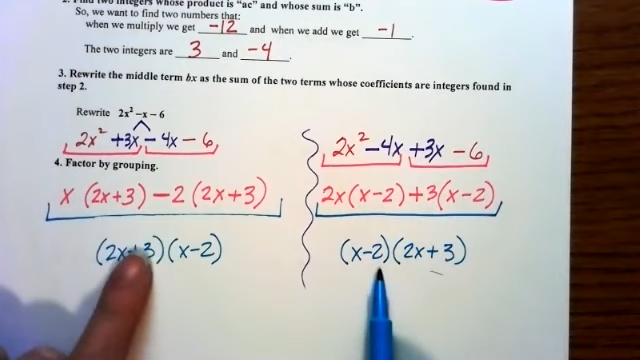 2. Find two integers whose product is "ac" and whose sum is "b".
So, we want to find two numbers that:
when we multiply we get -12 and when we add we get -1.
The two integers are 3 and -4.
3. Rewrite the middle term bx as the sum of the two terms whose coefficients are integers found in
step 2.
Rewrite 2x² - x - 6
2x² + 3x - 4x - 6
2x² - 4x + 3x - 6
4. Factor by grouping.
x (2x+3) - 2 (2x+3)
2x(x-2) + 3(x-2)
(2x+3)(x-2)
(x-2)(2x+3)